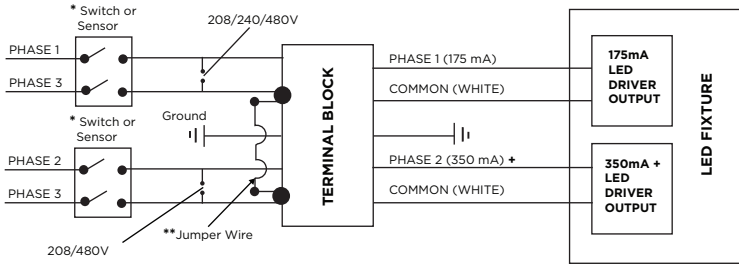 * Switch or
Sensor
208/240/480V
PHASE 1
PHASE 3
* Switch or
Sensor
Ground
PHASE 2
PHASE 3
208/480V
**Jumper Wire
TERMINAL BLOCK
PHASE 1 (175 mA)
COMMON (WHITE)
PHASE 2 (350 mA) +
COMMON (WHITE)
175mA
LED
DRIVER
OUTPUT
350mA +
LED
DRIVER
OUTPUT
LED FIXTURE